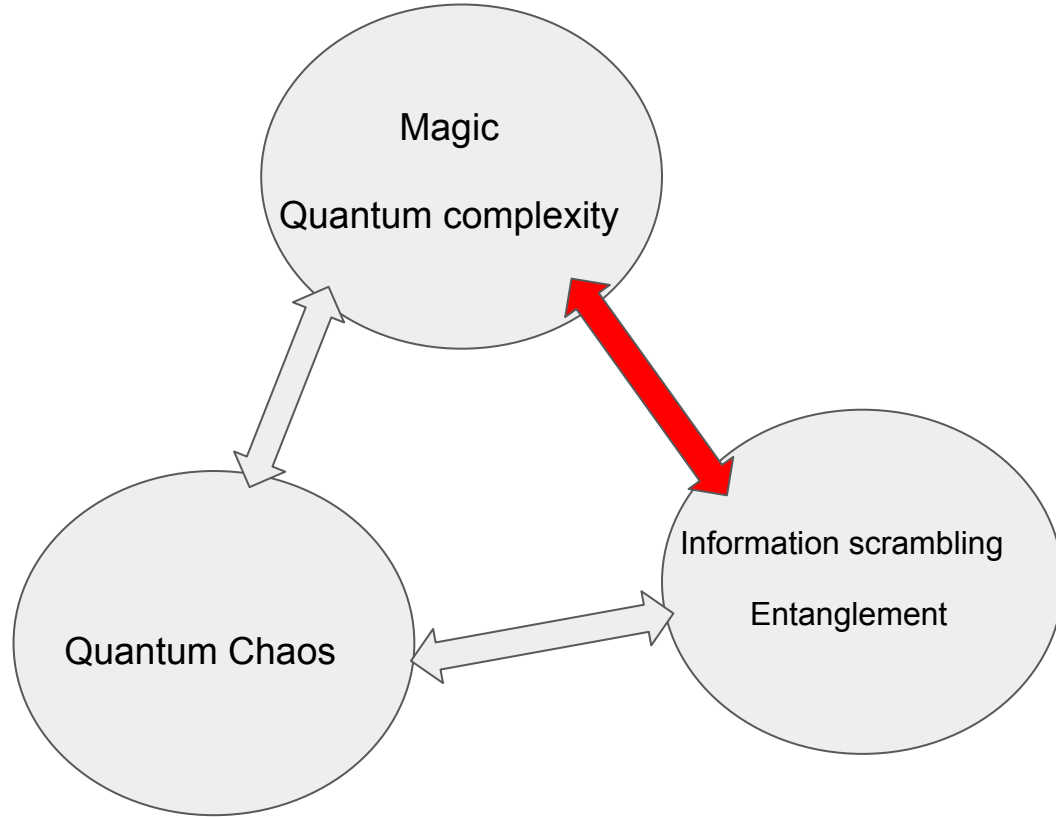 Magic
Quantum complexity
Information scrambling
Entanglement
Quantum Chaos